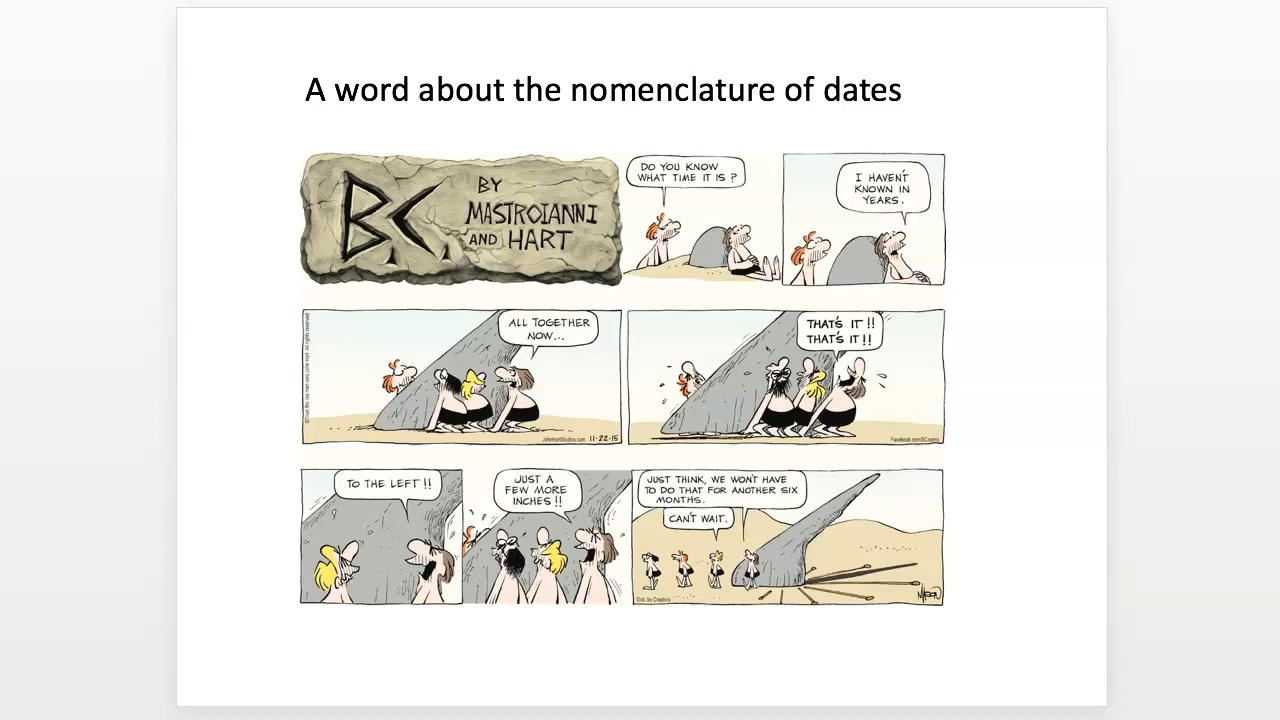 A word about the nomenclature of dates
B.C.
BY
MASTROIANNI
AND HART
DO YOU KNOW
WHAT TIME IT IS ?
I HAVEN'T
KNOWN IN
YEARS.
ALL TOGETHER
NOW...
JohnHartStudios.com 11-22-15
THAT'S IT !!
THAT'S IT !!
Facebook.com/BCcomic
TO THE LEFT !!
JUST A
FEW MORE
INCHES !!
JUST THINK, WE WON'T HAVE
TO DO THAT FOR ANOTHER SIX
MONTHS.
CAN'T WAIT.
Dist. by Creators